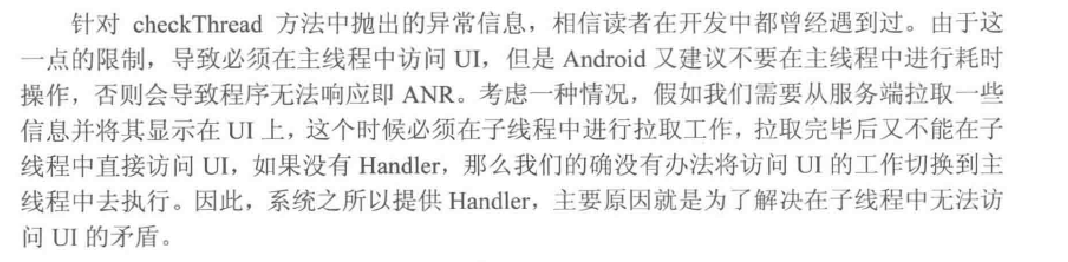 针对 checkThread 方法中抛出的异常信息，相信读者在开发中都曾经遇到过。由于这
一点的限制，导致必须在主线程中访问 UI，但是 Android 又建议不要在主线程中进行耗时
操作，否则会导致程序无法响应即 ANR。考虑一种情况，假如我们需要从服务端拉取一些
信息并将其显示在 UI 上，这个时候必须在子线程中进行拉取工作，拉取完毕后又不能在子
线程中直接访问 UI，如果没有 Handler，那么我们的确没有办法将访问 UI 的工作切换到主
线程中去执行。因此，系统之所以提供 Handler，主要原因就是为了解决在子线程中无法访
问 UI 的矛盾。